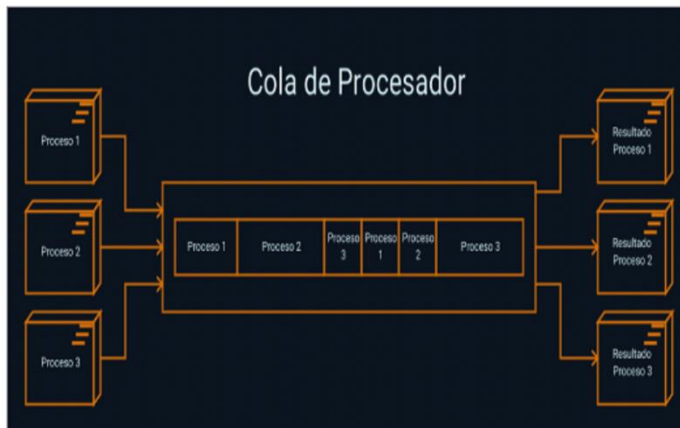 Cola de Procesador
Proceso 1
Proceso 2
Proceso 3
Proceso 1
Proceso 2
Proceso
3
Proceso
1
Proceso
2
Proceso 3
Resultado
Proceso 1
Resultado
Proceso 2
Resultado
Proceso 3